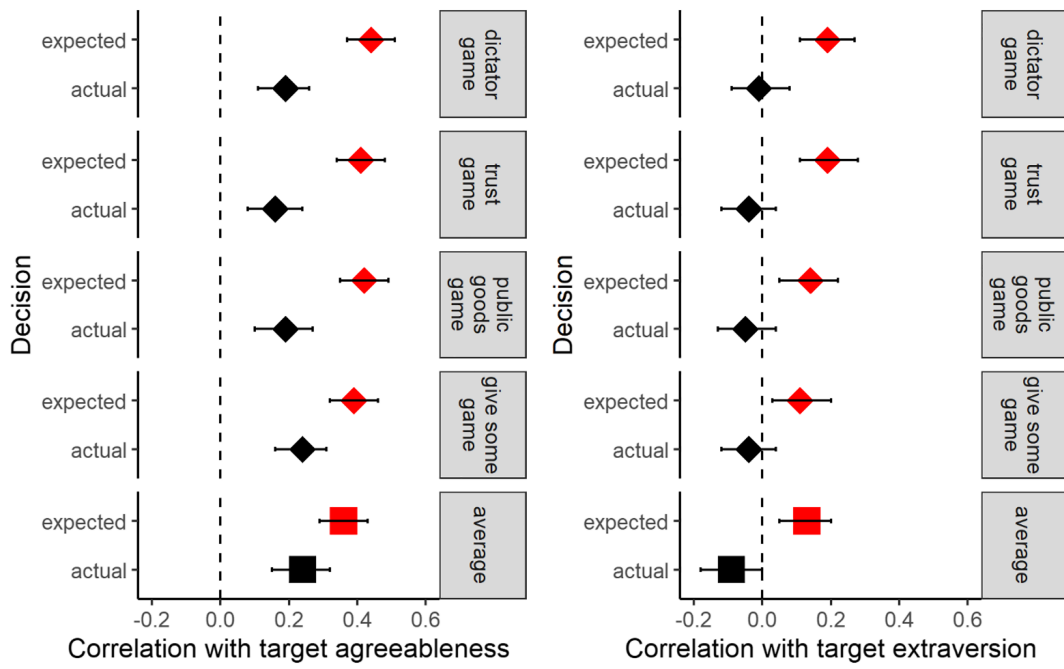 Decision
expected
actual
dictator
game
expected
actual
trust
game
expected
actual
public
goods
game
expected
actual
give some
game
expected
actual
average
-0.2 0.0 0.2 0.4 0.6
Correlation with target agreeableness
Decision
expected
actual
dictator
game
expected
actual
trust
game
expected
actual
public
goods
game
expected
actual
give some
game
expected
actual
average
-0.2 0.0 0.2 0.4 0.6
Correlation with target extraversion